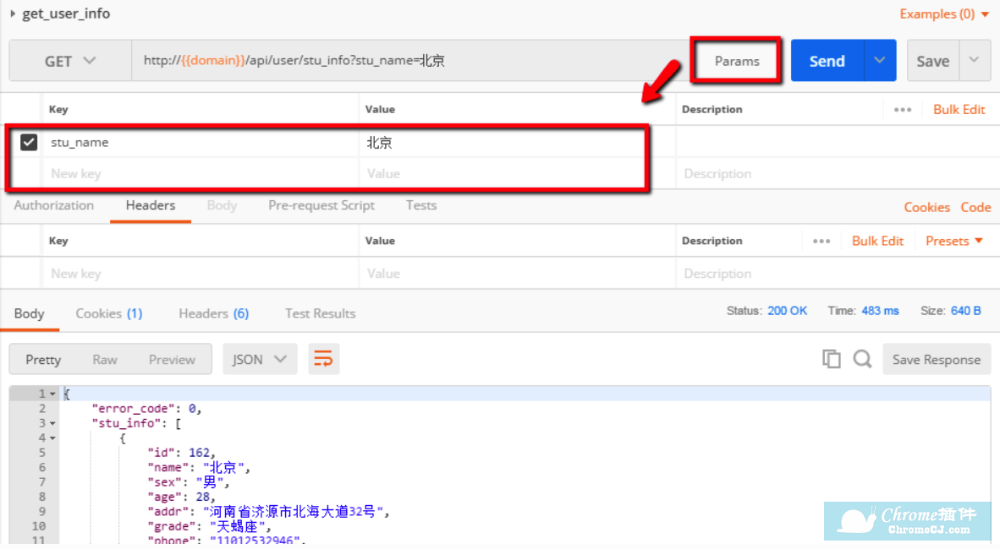 get_user_info
Examples (0)
GET http://{{domain}}/api/user/stu_info?stu_name=北京 Params Send Save
Key Value Description ••• Bulk Edit
stu_name 北京
New key Value Description
Authorization Headers Body Pre-request Script Tests Cookies Code
Key Value Description ••• Bulk Edit Presets
New key Value Description
Body Cookies (1) Headers (6) Test Results Status: 200 OK Time: 483 ms Size: 640 B
Pretty Raw Preview JSON Save Response
1 {
2 "error_code": 0,
3 "stu_info": [
4 {
5 "id": 162,
6 "name": "北京",
7 "sex": "男",
8 "age": 28,
9 "addr": "河南省济源市北海大道32号",
10 "grade": "天蝎座",
11 "phone": "11012532946",
Chrome插件
ChromeCJ.com